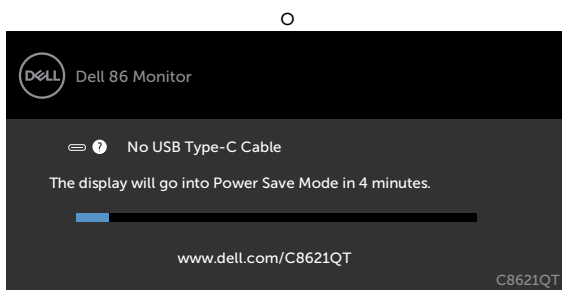 o
DELL
Dell 86 Monitor
? No USB Type-C Cable
The display will go into Power Save Mode in 4 minutes.
www.dell.com/C8621QT
C8621QT